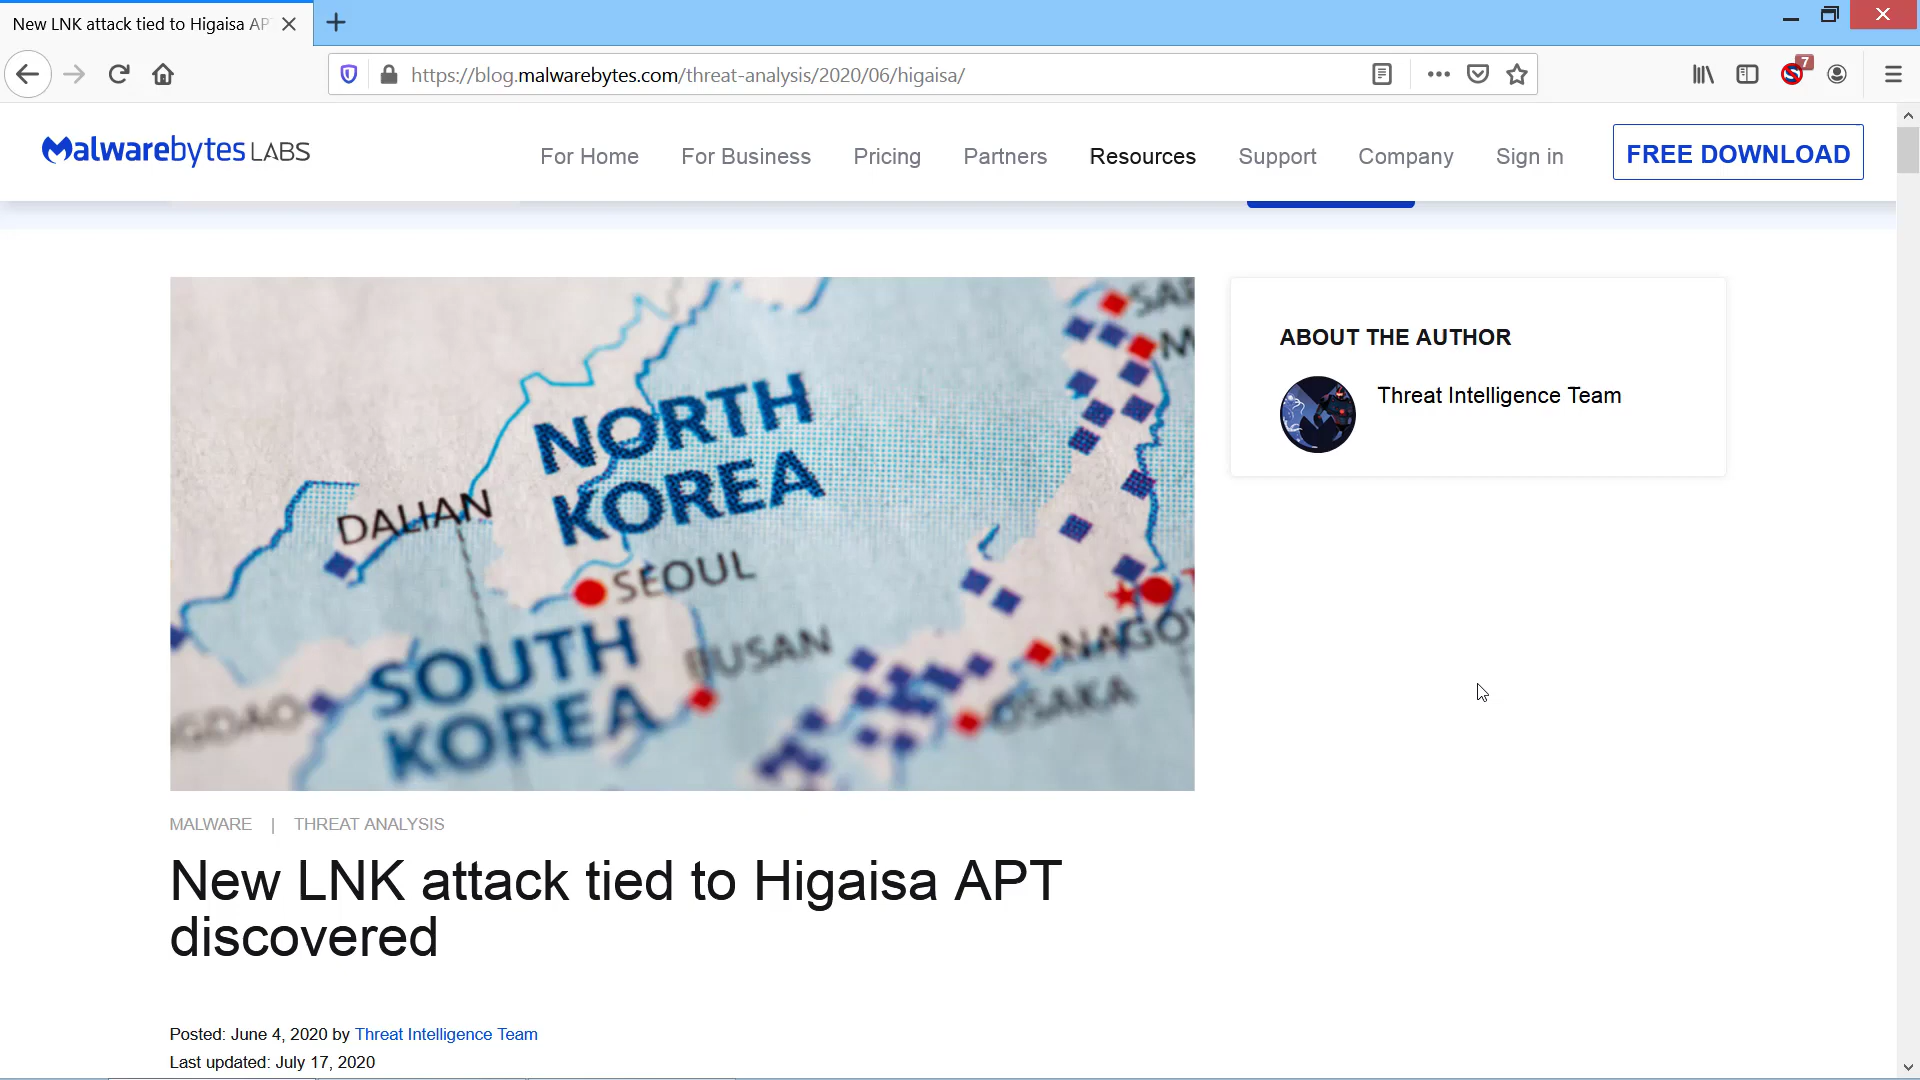 New LNK attack tied to Higaisa AP
https://blog.malwarebytes.com/threat-analysis/2020/06/higaisa/
7
Malwarebytes LABS
For Home
For Business
Pricing
Partners
Resources
Support
Company
Sign in
FREE DOWNLOAD
NORTH
KOREA
DALIAN
SEOUL
SOUTH
KOREA
BUSAN
OSAKA
ABOUT THE AUTHOR
Threat Intelligence Team
MALWARE | THREAT ANALYSIS
New LNK attack tied to Higaisa APT
discovered
Posted: June 4, 2020 by Threat Intelligence Team
Last updated: July 17, 2020